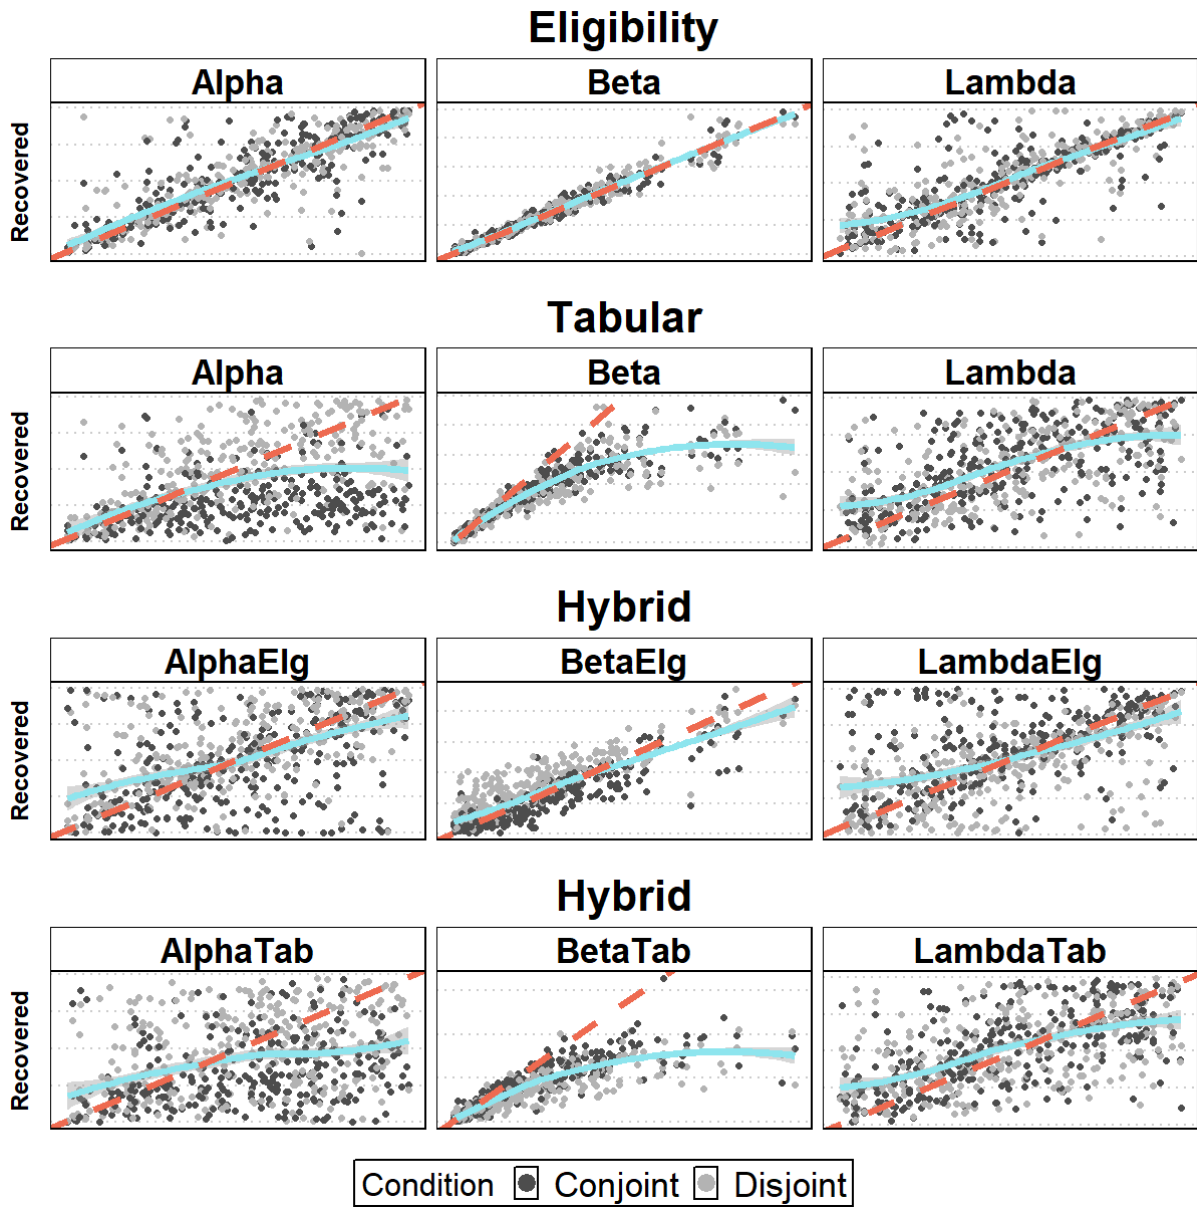 Eligibility
Alpha Beta Lambda
Recovered
Tabular
Alpha Beta Lambda
Recovered
Hybrid
AlphaElg BetaElg LambdaElg
Recovered
Hybrid
AlphaTab BetaTab LambdaTab
Recovered
Condition Conjoint Disjoint